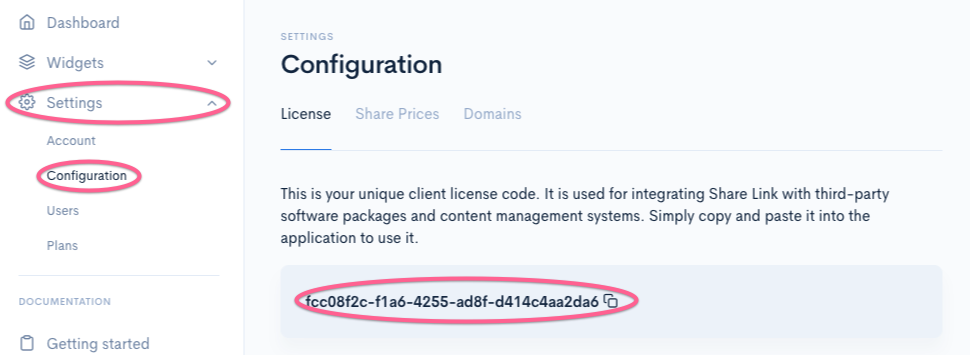 Dashboard
Widgets
Settings
Account
Configuration
Users
Plans
DOCUMENTATION
Getting started
SETTINGS
Configuration
License Share Prices Domains
This is your unique client license code. It is used for integrating Share Link with third-party
software packages and content management systems. Simply copy and paste it into the
application to use it.
fcc08f2c-f1a6-4255-ad8f-d414c4aa2da6